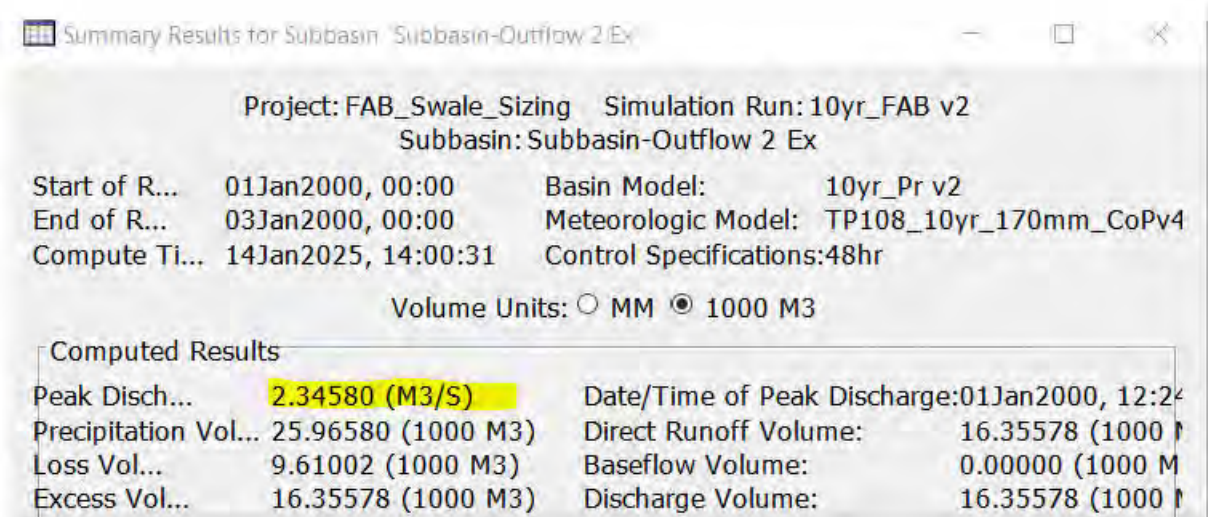 Summary Results for Subbasin "Subbasin-Outflow 2 Ex"
Project: FAB_Swale_Sizing Simulation Run: 10yr_FAB v2
Subbasin: Subbasin-Outflow 2 Ex
Start of R... 01Jan2000, 00:00 Basin Model: 10yr_Pr v2
End of R... 03Jan2000, 00:00 Meteorologic Model: TP108_10yr_170mm_CoPv4
Compute Ti... 14Jan2025, 14:00:31 Control Specifications:48hr
Volume Units: MM 1000 M3
Computed Results
Peak Disch... 2.34580 (M3/S) Date/Time of Peak Discharge:01Jan2000, 12:24
Precipitation Vol... 25.96580 (1000 M3) Direct Runoff Volume: 16.35578 (1000
Loss Vol... 9.61002 (1000 M3) Baseflow Volume: 0.00000 (1000 M
Excess Vol... 16.35578 (1000 M3) Discharge Volume: 16.35578 (1000